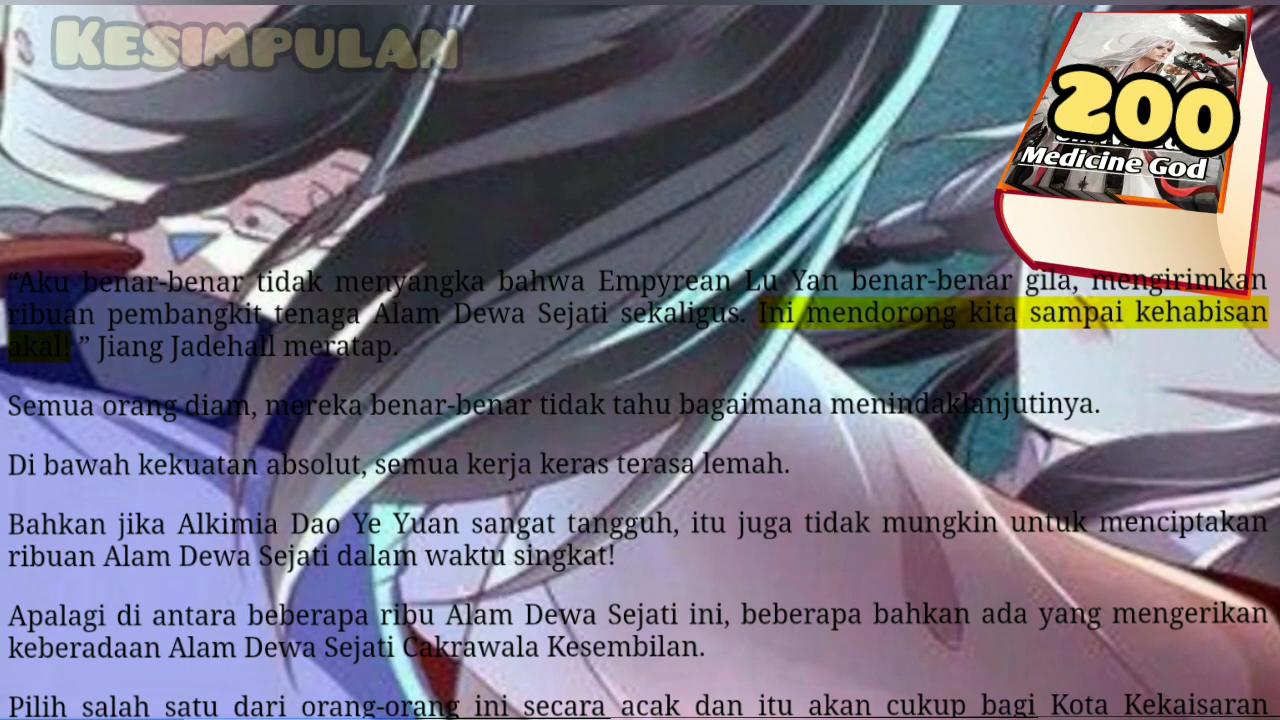 Kesimpulan
200
Medicine God
“Aku benar-benar tidak menyangka bahwa Empyrean Lu Yan benar-benar gila, mengirimkan
ribuan pembangkit tenaga Alam Dewa Sejati sekaligus. Ini mendorong kita sampai kehabisan
akal! ” Jiang Jadehall meratap.
Semua orang diam, mereka benar-benar tidak tahu bagaimana menindaklanjutinya.
Di bawah kekuatan absolut, semua kerja keras terasa lemah.
Bahkan jika Alkimia Dao Ye Yuan sangat tangguh, itu juga tidak mungkin untuk menciptakan
ribuan Alam Dewa Sejati dalam waktu singkat!
Apalagi di antara beberapa ribu Alam Dewa Sejati ini, beberapa bahkan ada yang mengerikan
keberadaan Alam Dewa Sejati Cakrawala Kesembilan.
Pilih salah satu dari orang-orang ini secara acak dan itu akan cukup bagi Kota Kekaisaran